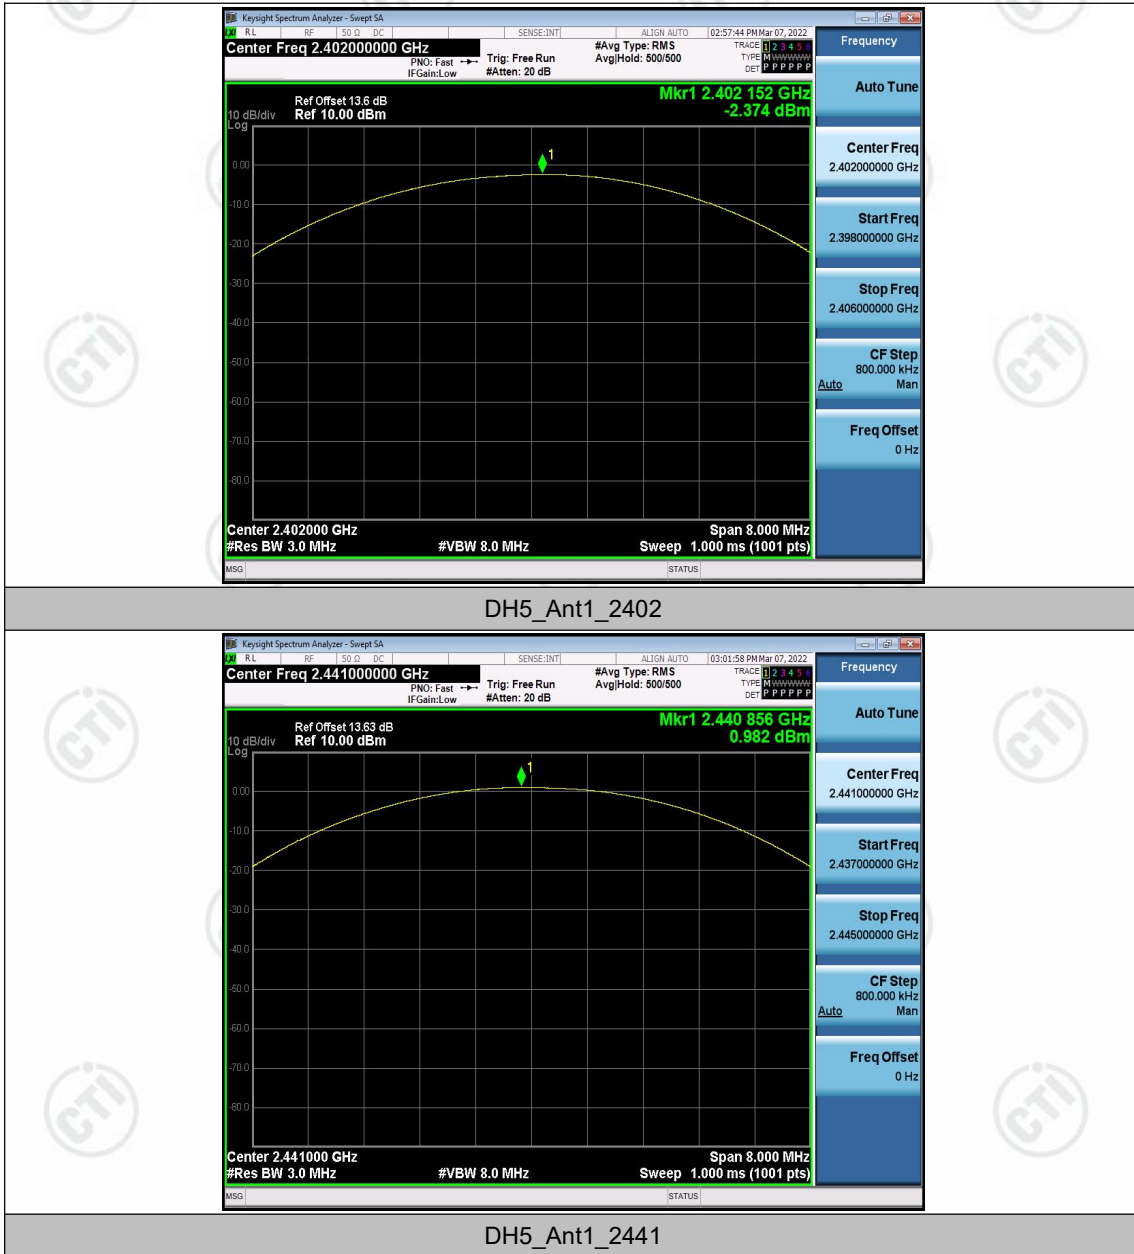 Keysight Spectrum Analyzer - Swept SA
LXI RL RF 50 Ω DC SENSE:INT ALIGN AUTO 02:57:44 PM Mar 07, 2022
Center Freq 2.402000000 GHz
PNO: Fast
IFGain:Low
Trig: Free Run
#Atten: 20 dB
#Avg Type: RMS
Avg|Hold: 500/500
TRACE 1 2 3 4 5 6
TYPE M WWWWW
DET P P P P P P
Frequency
Mkr1 2.402 152 GHz
-2.374 dBm
Ref Offset 13.6 dB
10 dB/div Ref 10.00 dBm
Log
1
0.00
-10.0
-20.0
-30.0
-40.0
-50.0
-60.0
-70.0
-80.0
Center 2.402000 GHz Span 8.000 MHz
#Res BW 3.0 MHz #VBW 8.0 MHz Sweep 1.000 ms (1001 pts)
MSG STATUS
Auto Tune
Center Freq
2.402000000 GHz
Start Freq
2.398000000 GHz
Stop Freq
2.406000000 GHz
CF Step
800.000 kHz
Auto Man
Freq Offset
0 Hz
DH5_Ant1_2402
Keysight Spectrum Analyzer - Swept SA
LXI RL RF 50 Ω DC SENSE:INT ALIGN AUTO 03:01:58 PM Mar 07, 2022
Center Freq 2.441000000 GHz
PNO: Fast
IFGain:Low
Trig: Free Run
#Atten: 20 dB
#Avg Type: RMS
Avg|Hold: 500/500
TRACE 1 2 3 4 5 6
TYPE M WWWWW
DET P P P P P P
Frequency
Mkr1 2.440 856 GHz
0.982 dBm
Ref Offset 13.63 dB
10 dB/div Ref 10.00 dBm
Log
1
0.00
-10.0
-20.0
-30.0
-40.0
-50.0
-60.0
-70.0
-80.0
Center 2.441000 GHz Span 8.000 MHz
#Res BW 3.0 MHz #VBW 8.0 MHz Sweep 1.000 ms (1001 pts)
MSG STATUS
Auto Tune
Center Freq
2.441000000 GHz
Start Freq
2.437000000 GHz
Stop Freq
2.445000000 GHz
CF Step
800.000 kHz
Auto Man
Freq Offset
0 Hz
DH5_Ant1_2441
CTI
CTI
CTI
CTI
CTI
CTI